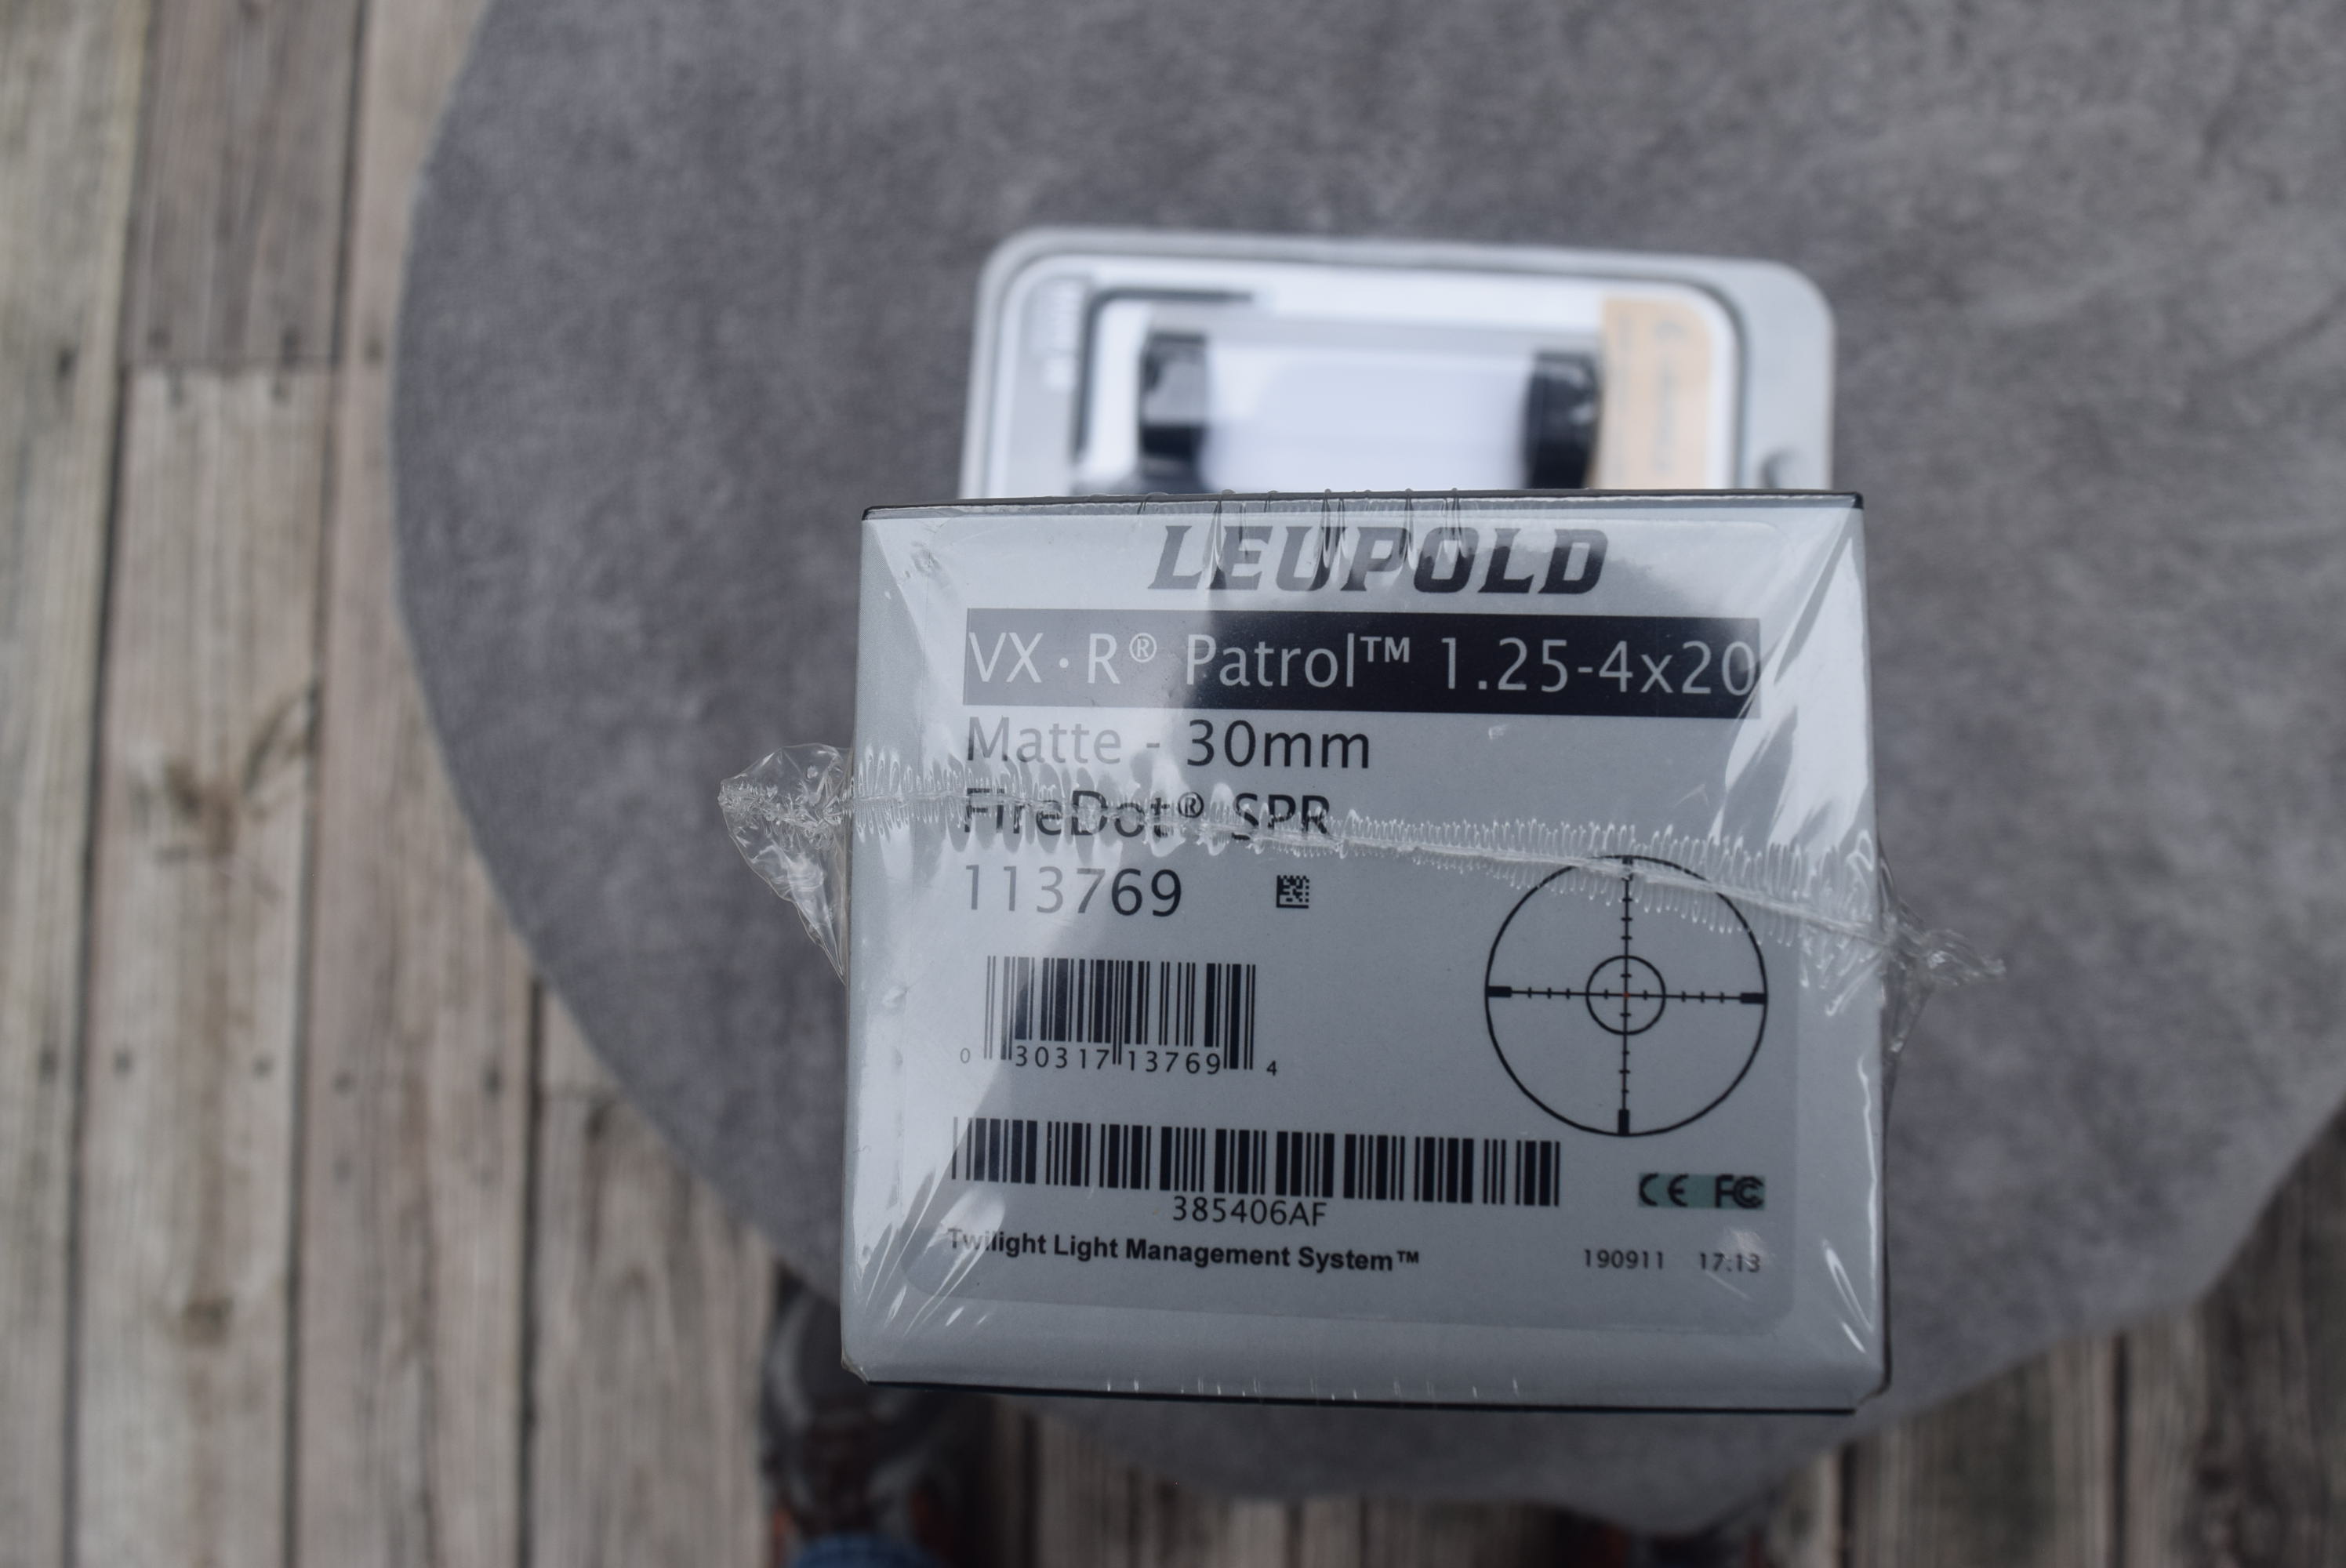 LEUPOLD
VX·R® Patrol™ 1.25-4x20
Matte - 30mm
FireDot® SPR
113769
0 30317 13769 4
385406AF
CE FC
Twilight Light Management System™
190911 17:13